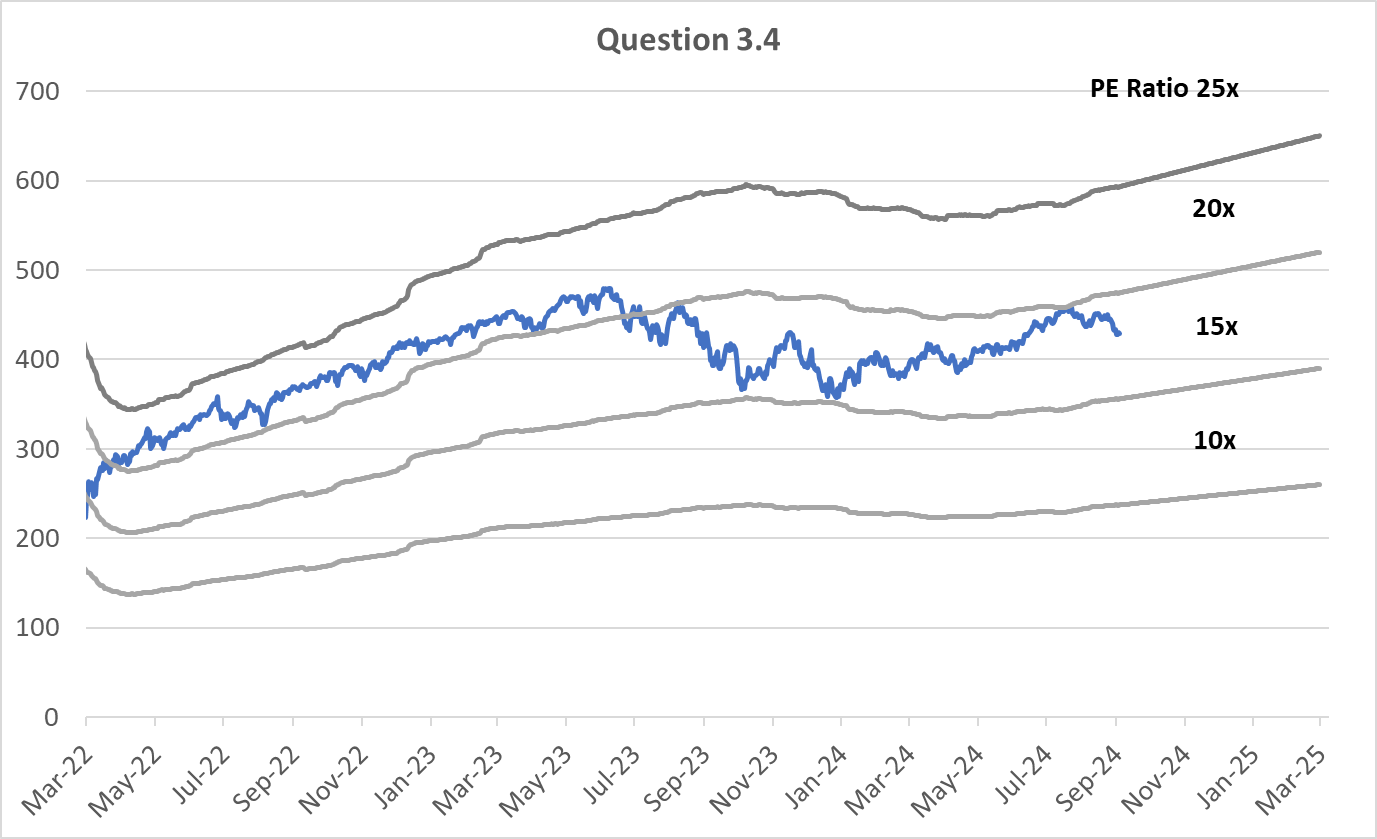 Question 3.4
700
PE Ratio 25x
600
20x
500
15x
400
10x
300
200
100
0
Mar-22
May-22
Jul-22
Sep-22
Nov-22
Jan-23
Mar-23
May-23
Jul-23
Sep-23
Nov-23
Jan-24
Mar-24
May-24
Jul-24
Sep-24
Nov-24
Jan-25
Mar-25